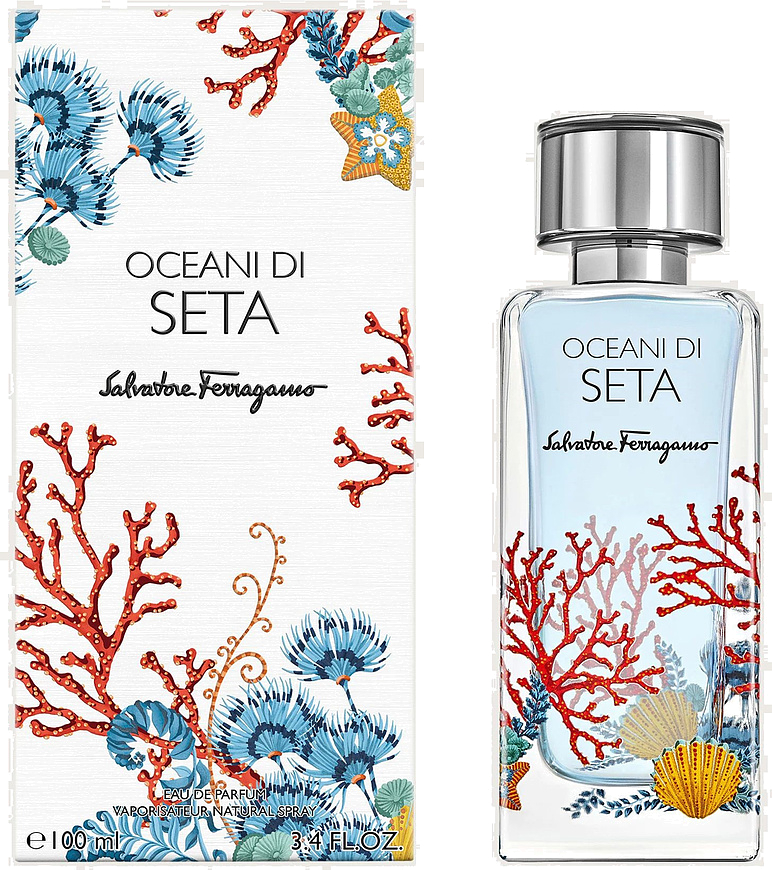 OCEANI DI
SETA
Salvatore Ferragamo
EAU DE PARFUM
VAPORISATEUR NATURAL SPRAY
℮100 ml 3.4 FL.OZ.
OCEANI DI
SETA
Salvatore Ferragamo